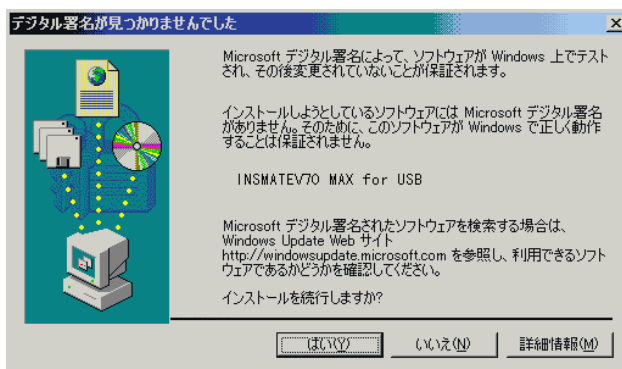 デジタル署名が見つかりませんでした
Microsoft デジタル署名によって、ソフトウェアが Windows 上でテスト
され、その後変更されていないことが保証されます。
インストールしようとしているソフトウェアには Microsoft デジタル署名
がありません。そのために、このソフトウェアが Windows で正しく動作
することは保証されません。
INSMATEV70 MAX for USB
Microsoft デジタル署名されたソフトウェアを検索する場合は、
Windows Update Web サイト
http://windowsupdate.microsoft.com を参照し、利用できるソフト
ウェアであるかどうかを確認してください。
インストールを続行しますか?
はい(Y) いいえ(N) 詳細情報(M)